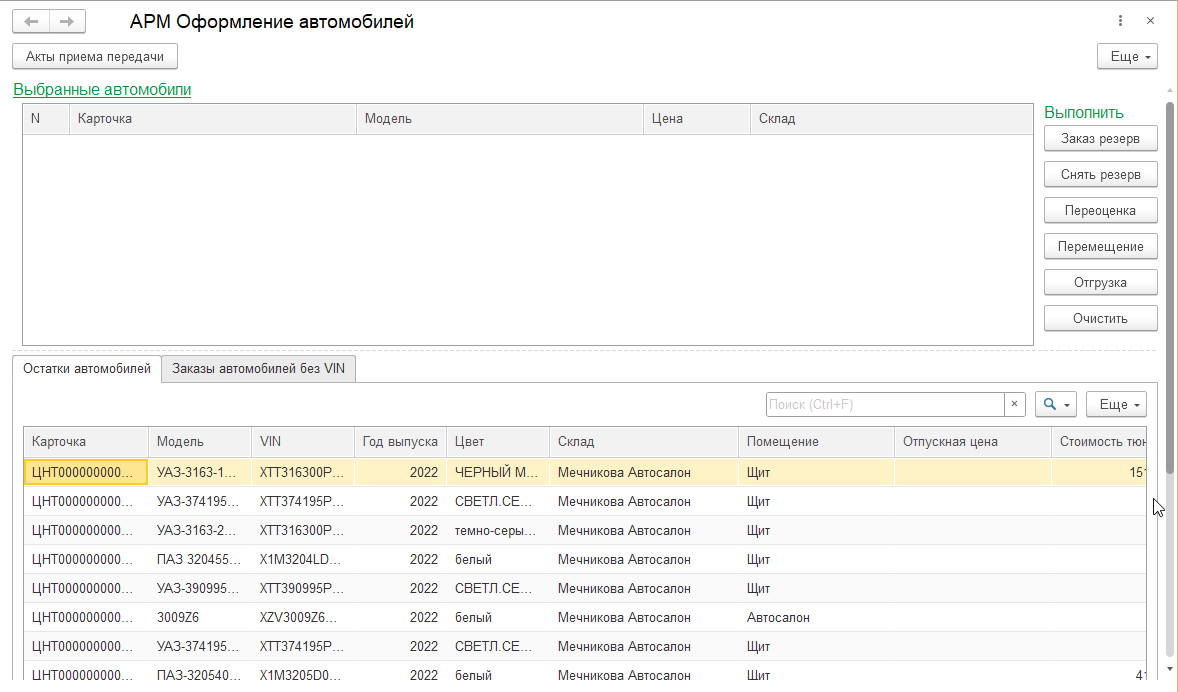 АРМ Оформление автомобилей
Акты приема передачи Еще
Выбранные автомобили
N Карточка Модель Цена Склад
Выполнить
Заказ резерв
Снять резерв
Переоценка
Перемещение
Отгрузка
Очистить
Остатки автомобилей Заказы автомобилей без VIN
Поиск (Ctrl+F) × Еще
Карточка Модель VIN Год выпуска Цвет Склад Помещение Отпускная цена Стоимость тюн
ЦНТ000000000... УАЗ-3163-1... XTT316300P... 2022 ЧЕРНЫЙ М... Мечникова Автосалон Щит 151
ЦНТ000000000... УАЗ-374195... XTT374195P... 2022 СВЕТЛ.СЕ... Мечникова Автосалон Щит
ЦНТ000000000... УАЗ-3163-2... XTT316300P... 2022 темно-серы... Мечникова Автосалон Щит
ЦНТ000000000... ПАЗ 320455... X1M3204LD... 2022 белый Мечникова Автосалон Щит
ЦНТ000000000... УАЗ-390995... XTT390995P... 2022 СВЕТЛ.СЕ... Мечникова Автосалон Щит
ЦНТ000000000... 3009Z6 XZV3009Z6... 2022 белый Мечникова Автосалон Автосалон
ЦНТ000000000... УАЗ-374195... XTT374195P... 2022 СВЕТЛ.СЕ... Мечникова Автосалон Щит
ЦНТ000000000... ПАЗ-320540... X1M3205D0... 2022 белый Мечникова Автосалон Щит 41